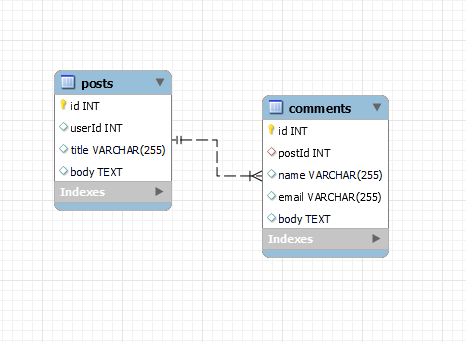 posts
id INT
userId INT
title VARCHAR(255)
body TEXT
Indexes
comments
id INT
postId INT
name VARCHAR(255)
email VARCHAR(255)
body TEXT
Indexes